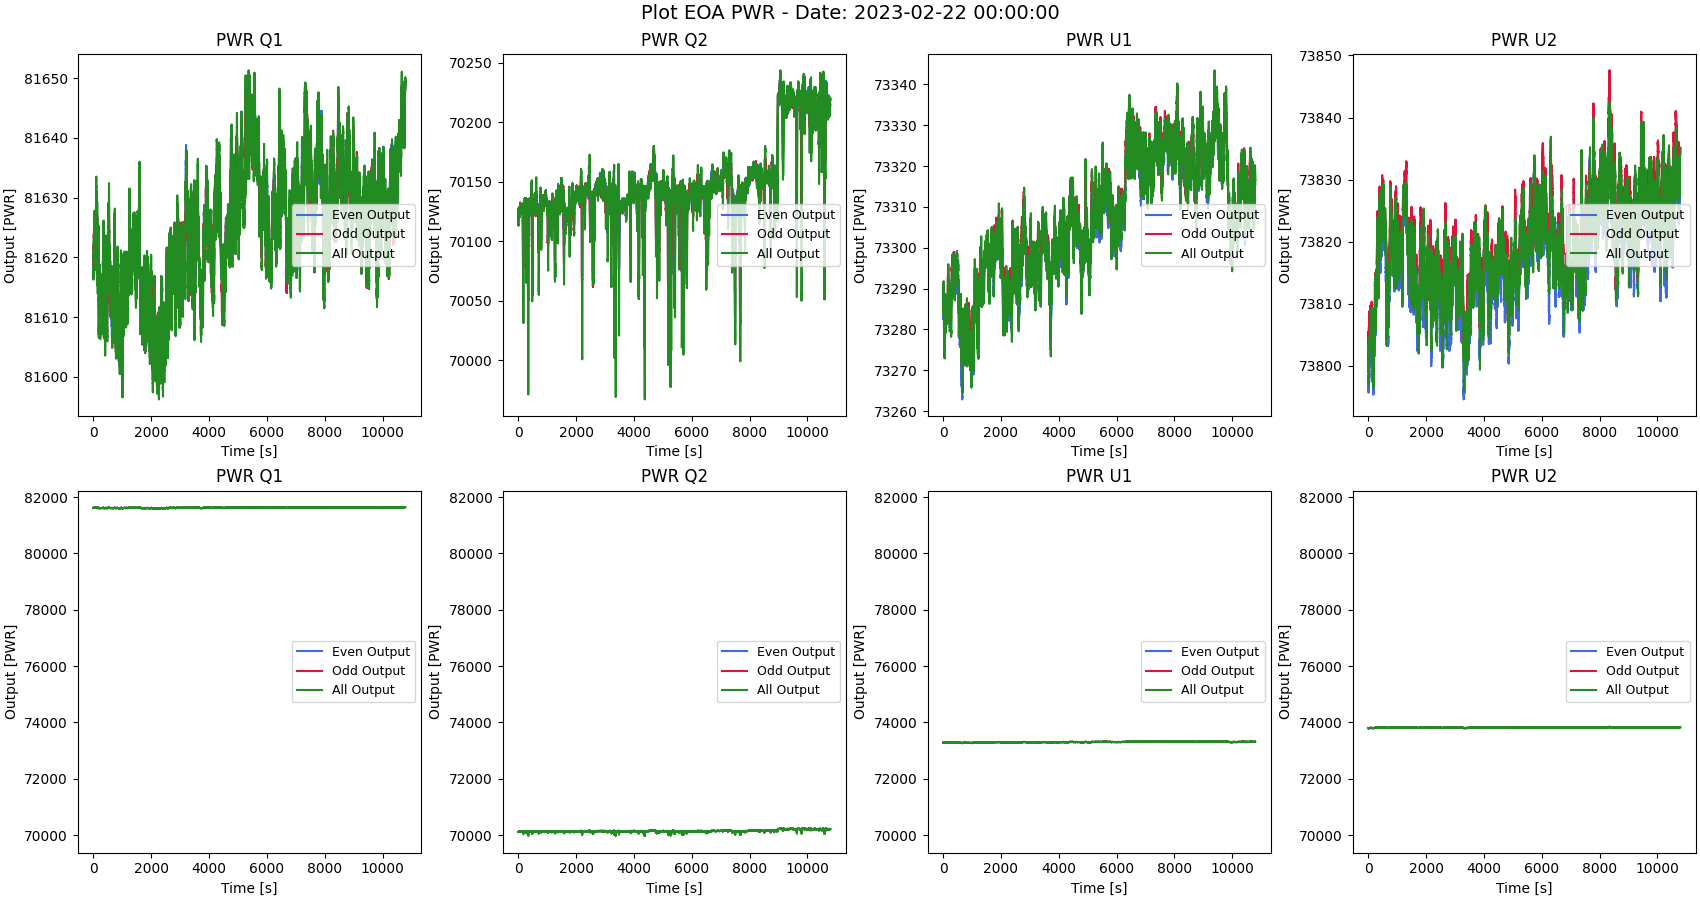 Plot EOA PWR - Date: 2023-02-22 00:00:00
PWR Q1
Output [PWR]
81650
81640
81630
81620
81610
81600
0 2000 4000 6000 8000 10000
Time [s]
Even Output
Odd Output
All Output
PWR Q2
Output [PWR]
70250
70200
70150
70100
70050
70000
0 2000 4000 6000 8000 10000
Time [s]
Even Output
Odd Output
All Output
PWR U1
Output [PWR]
73340
73330
73320
73310
73300
73290
73280
73270
73260
0 2000 4000 6000 8000 10000
Time [s]
Even Output
Odd Output
All Output
PWR U2
Output [PWR]
73850
73840
73830
73820
73810
73800
0 2000 4000 6000 8000 10000
Time [s]
Even Output
Odd Output
All Output
PWR Q1
Output [PWR]
82000
80000
78000
76000
74000
72000
70000
0 2000 4000 6000 8000 10000
Time [s]
Even Output
Odd Output
All Output
PWR Q2
Output [PWR]
82000
80000
78000
76000
74000
72000
70000
0 2000 4000 6000 8000 10000
Time [s]
Even Output
Odd Output
All Output
PWR U1
Output [PWR]
82000
80000
78000
76000
74000
72000
70000
0 2000 4000 6000 8000 10000
Time [s]
Even Output
Odd Output
All Output
PWR U2
Output [PWR]
82000
80000
78000
76000
74000
72000
70000
0 2000 4000 6000 8000 10000
Time [s]
Even Output
Odd Output
All Output